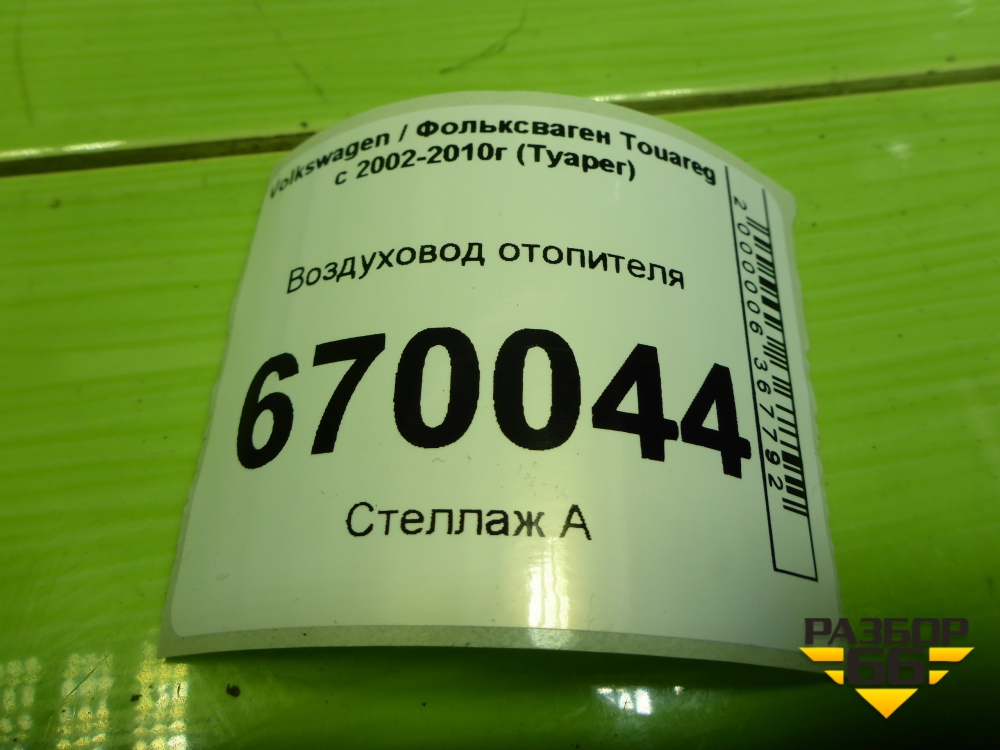 Volkswagen / Фольксваген Touareg
с 2002-2010г (Туарег)
Воздуховод отопителя
670044
Стеллаж А
2000006367792
РАЗБОР
66